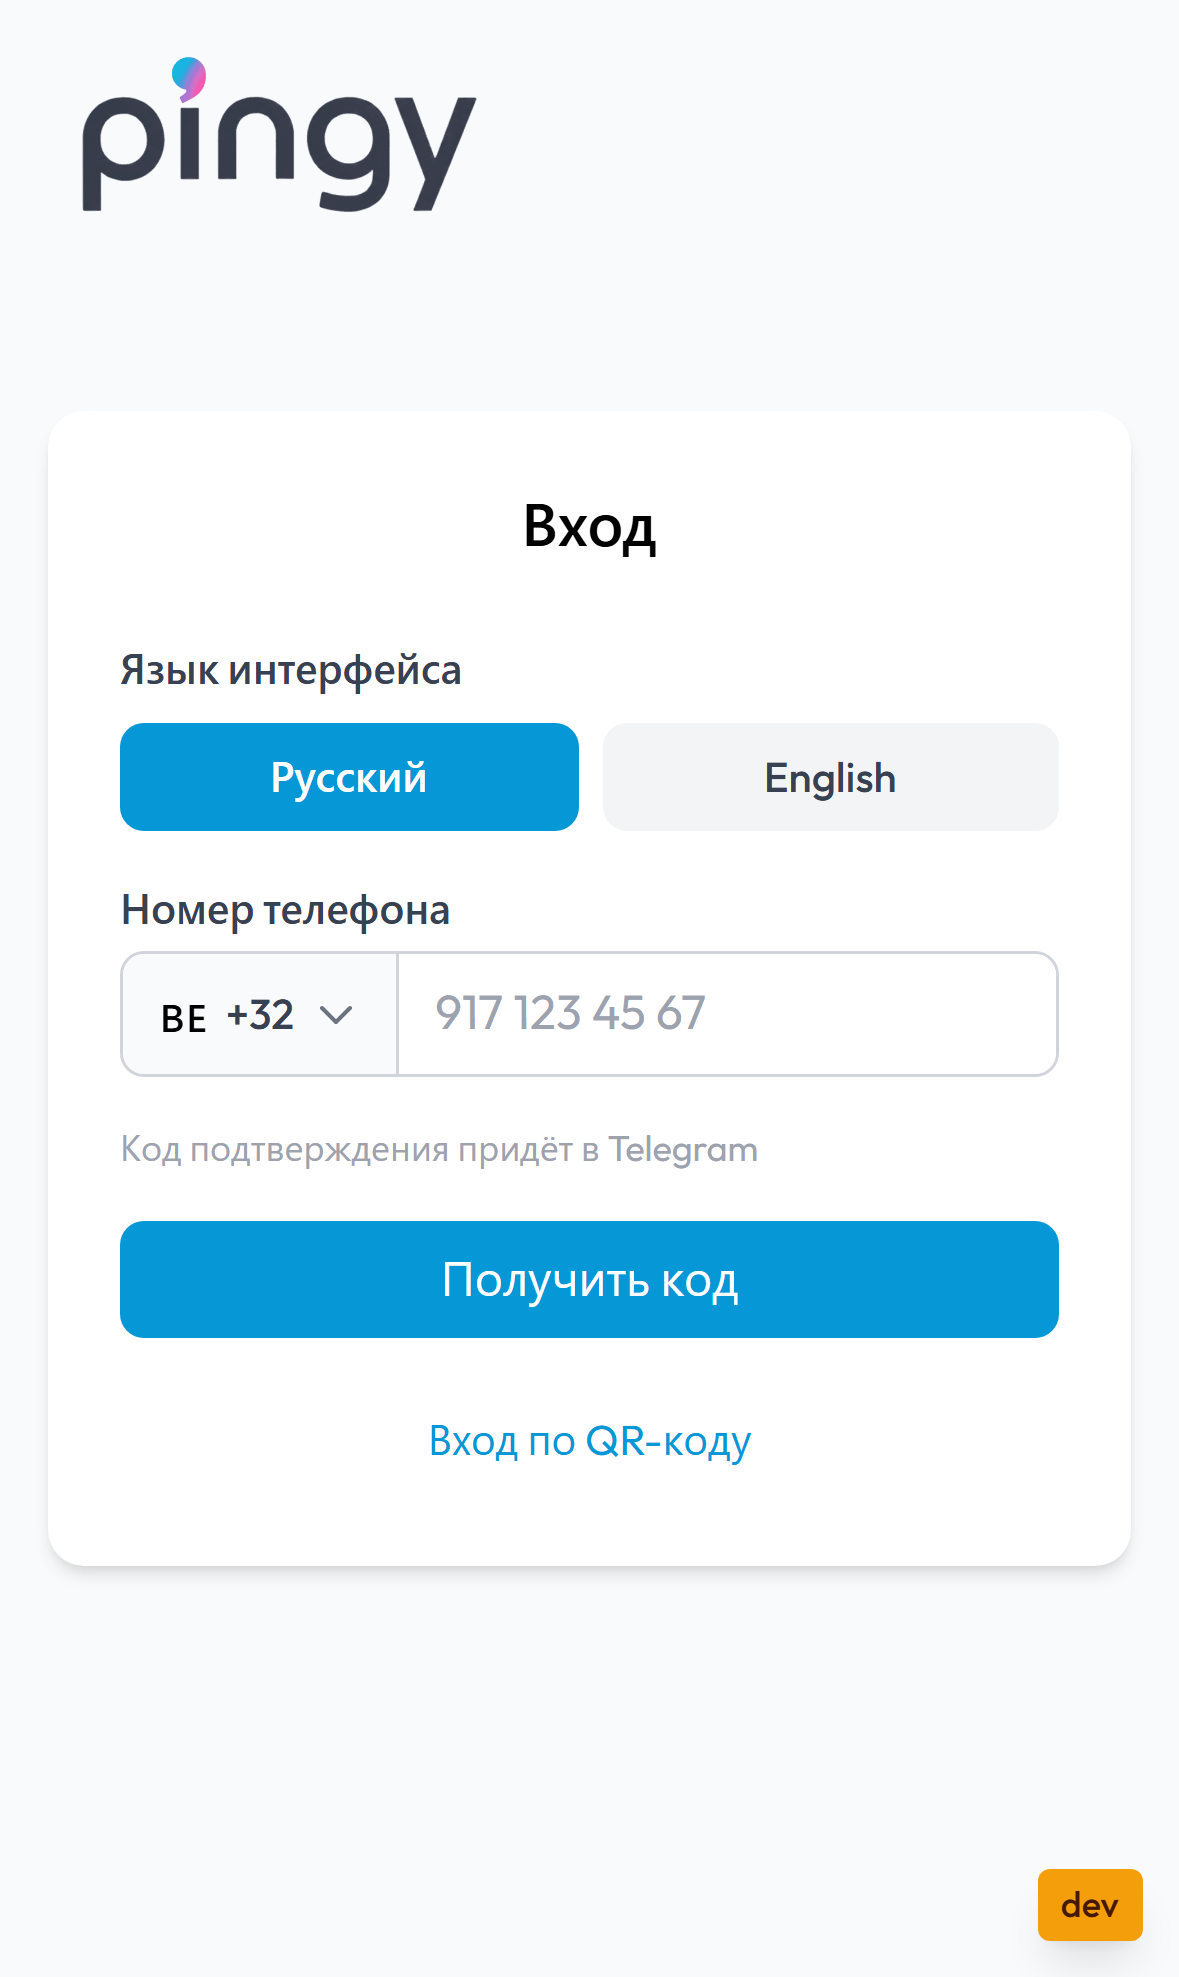 pingy
Вход
Язык интерфейса
Русский
English
Номер телефона
BE +32
917 123 45 67
Код подтверждения придёт в Telegram
Получить код
Вход по QR-коду
dev